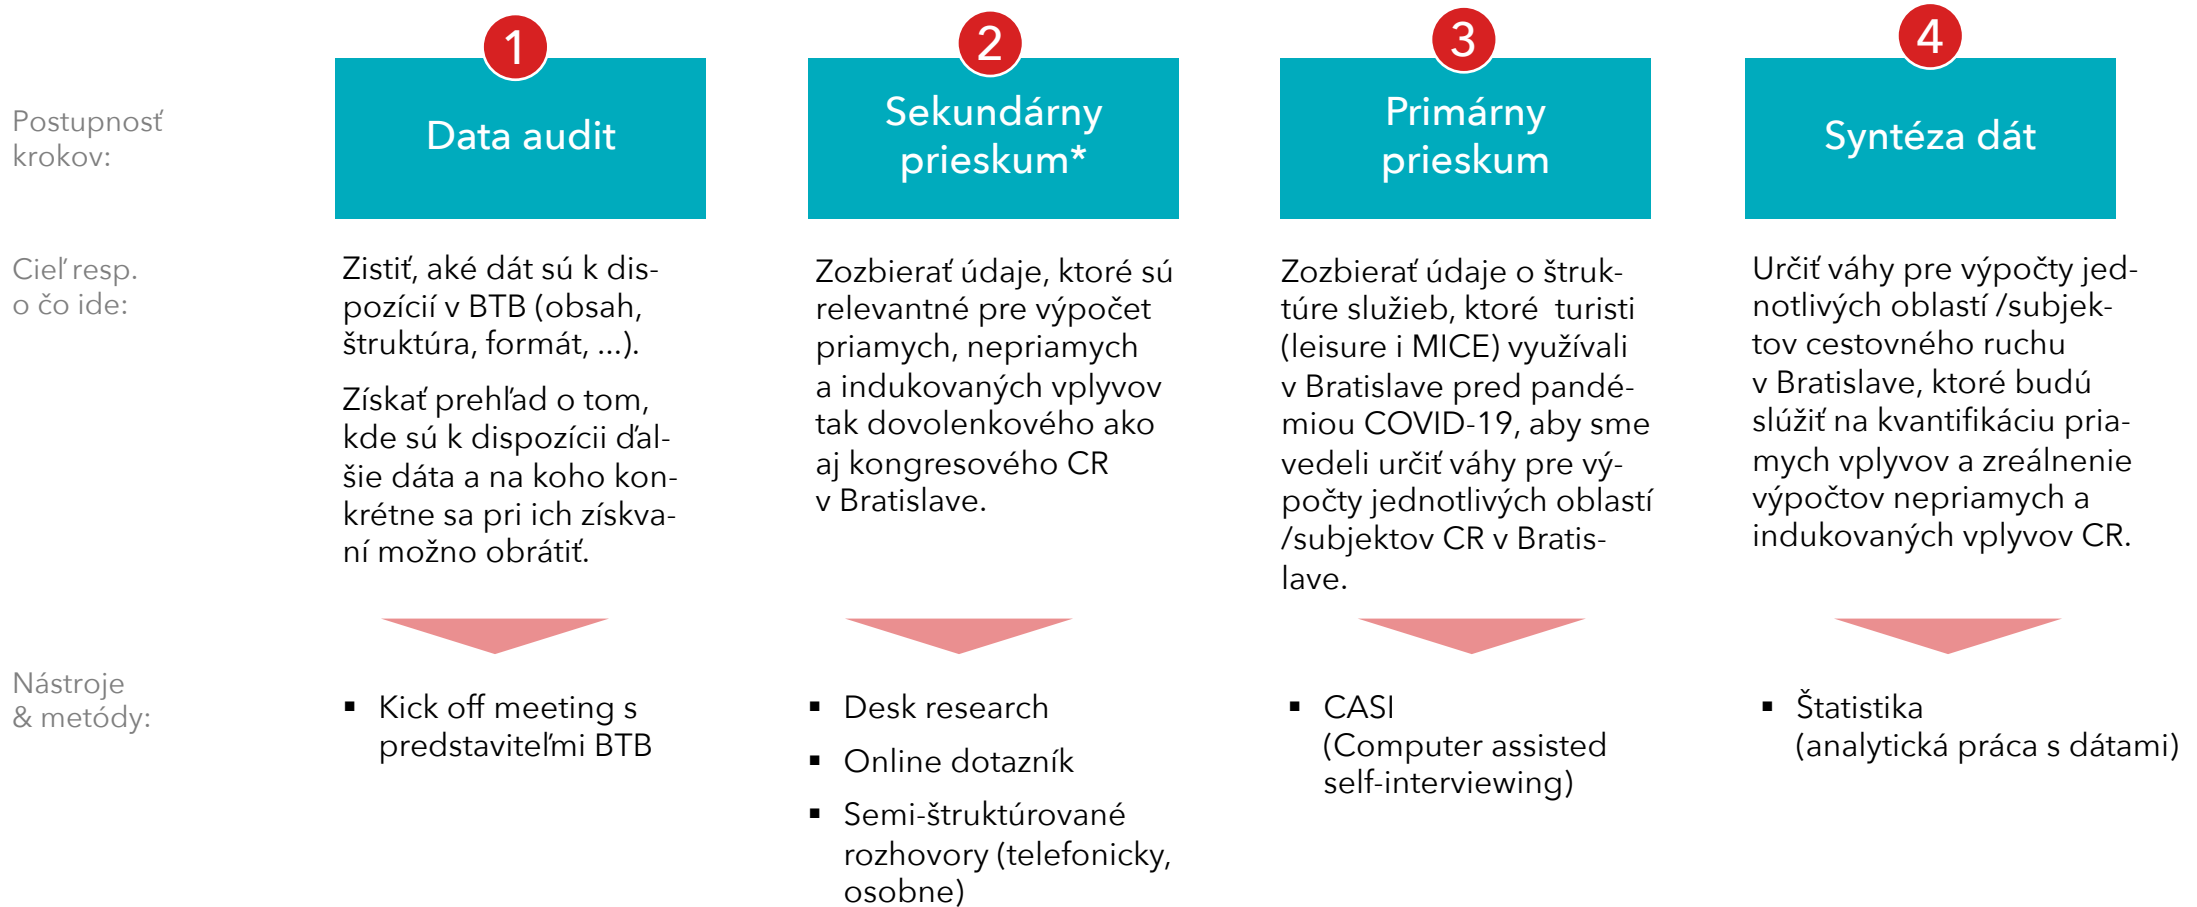 Postupnosť
krokov:
1
Data audit
2
Sekundárny
prieskum*
3
Primárny
prieskum
4
Syntéza dát
Cieľ resp.
o čo ide:
Zistiť, aké dát sú k dis-
pozícií v BTB (obsah,
štruktúra, formát, ...).
Získať prehľad o tom,
kde sú k dispozícii ďal-
šie dáta a na koho kon-
krétne sa pri ich získva-
ní možno obrátiť.
Zozbierať údaje, ktoré sú
relevantné pre výpočet
priamych, nepriamych
a indukovaných vplyvov
tak dovolenkového ako
aj kongresového CR
v Bratislave.
Zozbierať údaje o štruk-
túre služieb, ktoré  turisti
(leisure i MICE) využívali
v Bratislave pred pandé-
miou COVID-19, aby sme
vedeli určiť váhy pre vý-
počty jednotlivých oblastí
/subjektov CR v Bratis-
lave.
Určiť váhy pre výpočty jed-
notlivých oblastí /subjek-
tov cestovného ruchu
v Bratislave, ktoré budú
slúžiť na kvantifikáciu pria-
mych vplyvov a zreálnenie
výpočtov nepriamych a
indukovaných vplyvov CR.
Nástroje
& metódy:
▪ Kick off meeting s
predstaviteľmi BTB
▪ Desk research
▪ Online dotazník
▪ Semi-štruktúrované
rozhovory (telefonicky,
osobne)
▪ CASI
(Computer assisted
self-interviewing)
▪ Štatistika
(analytická práca s dátami)